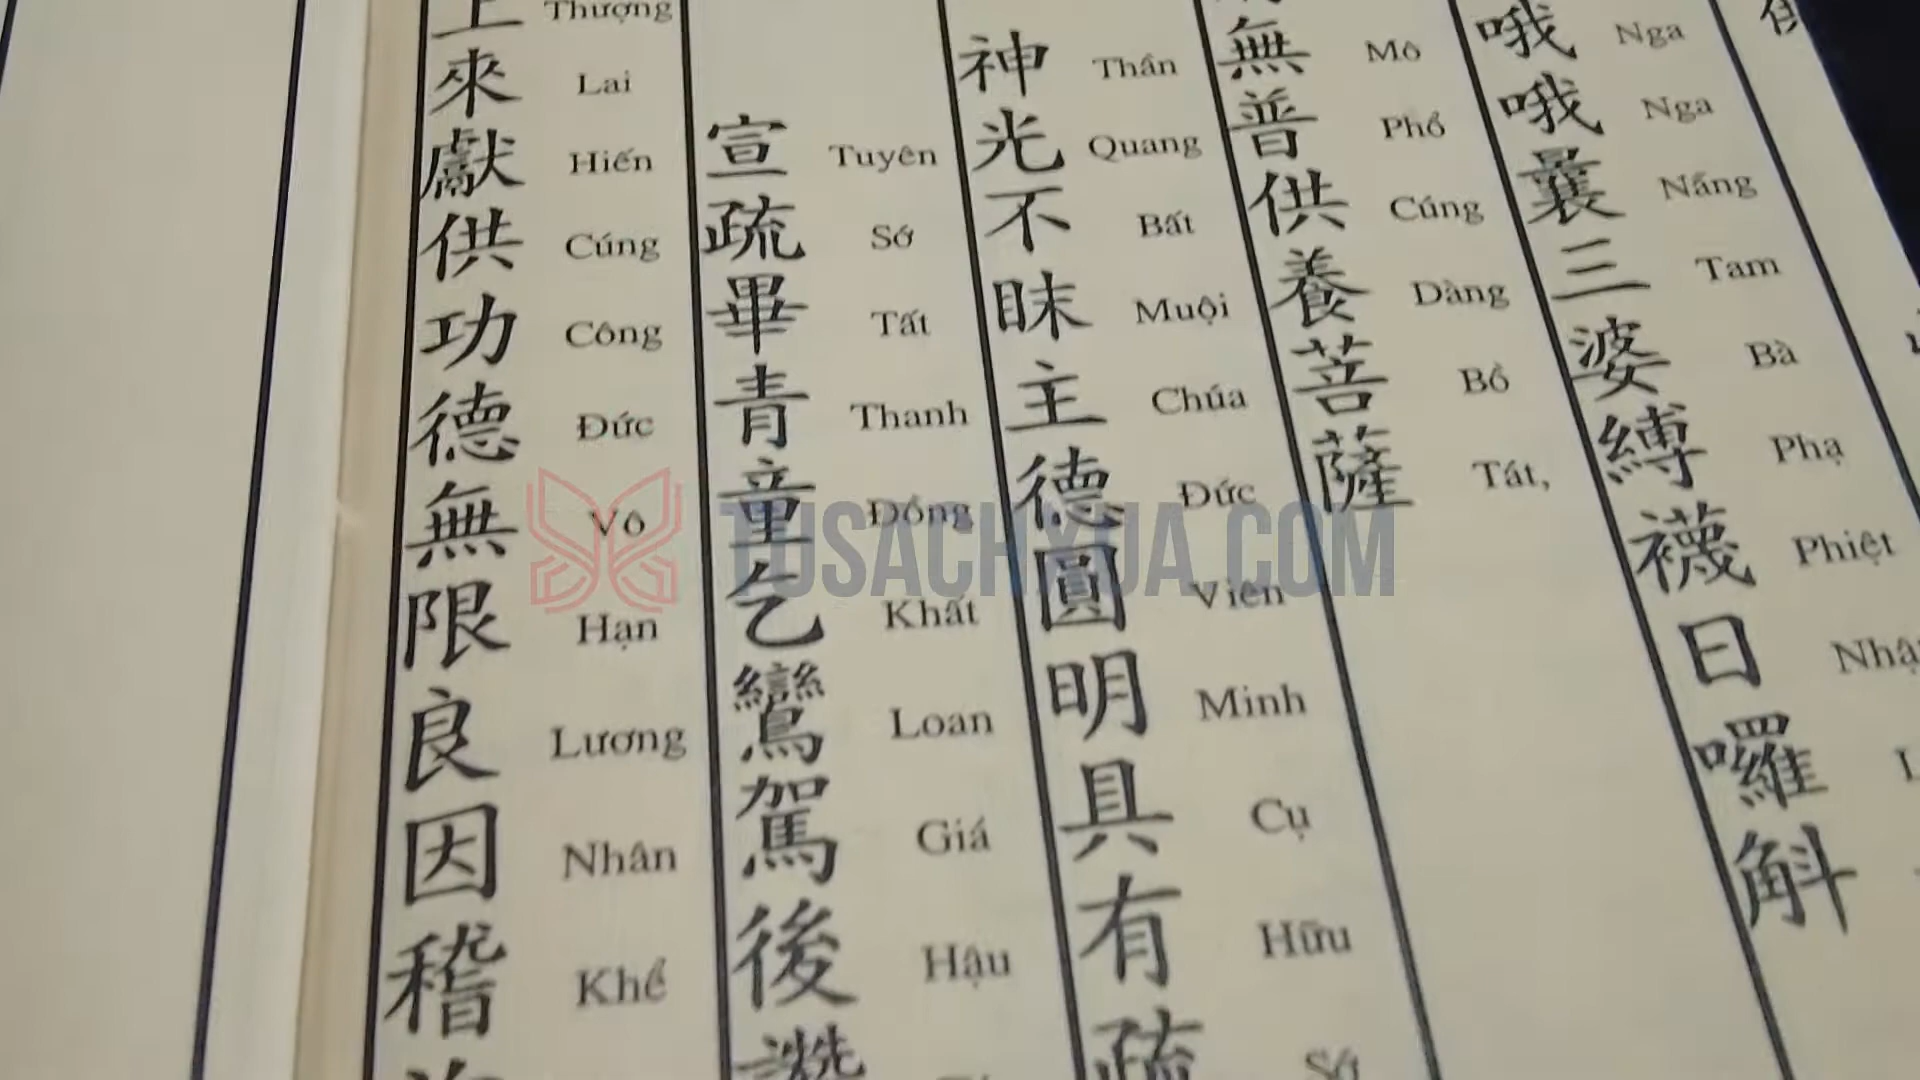 哦哦曩三婆縛襪日囉斛
Nga Nga Nẵng Tam Bà Phạ Phiệt
無普供養菩薩
Mô Phổ Cúng Dàng Bồ Tát,
神光不昧主德圓明具有疏
Thần Quang Bất Muội Chúa Đức Viên Minh Cụ Hữu Sớ
宣疏畢青童乞鸞駕後讚
Tuyên Sớ Tất Thanh Đồng Khất Loan Giá Hậu
上來獻供功德無限良因稽
Thượng Lai Hiến Cúng Công Đức Vô Hạn Lương Nhân Khể
TUSACHXUA.COM